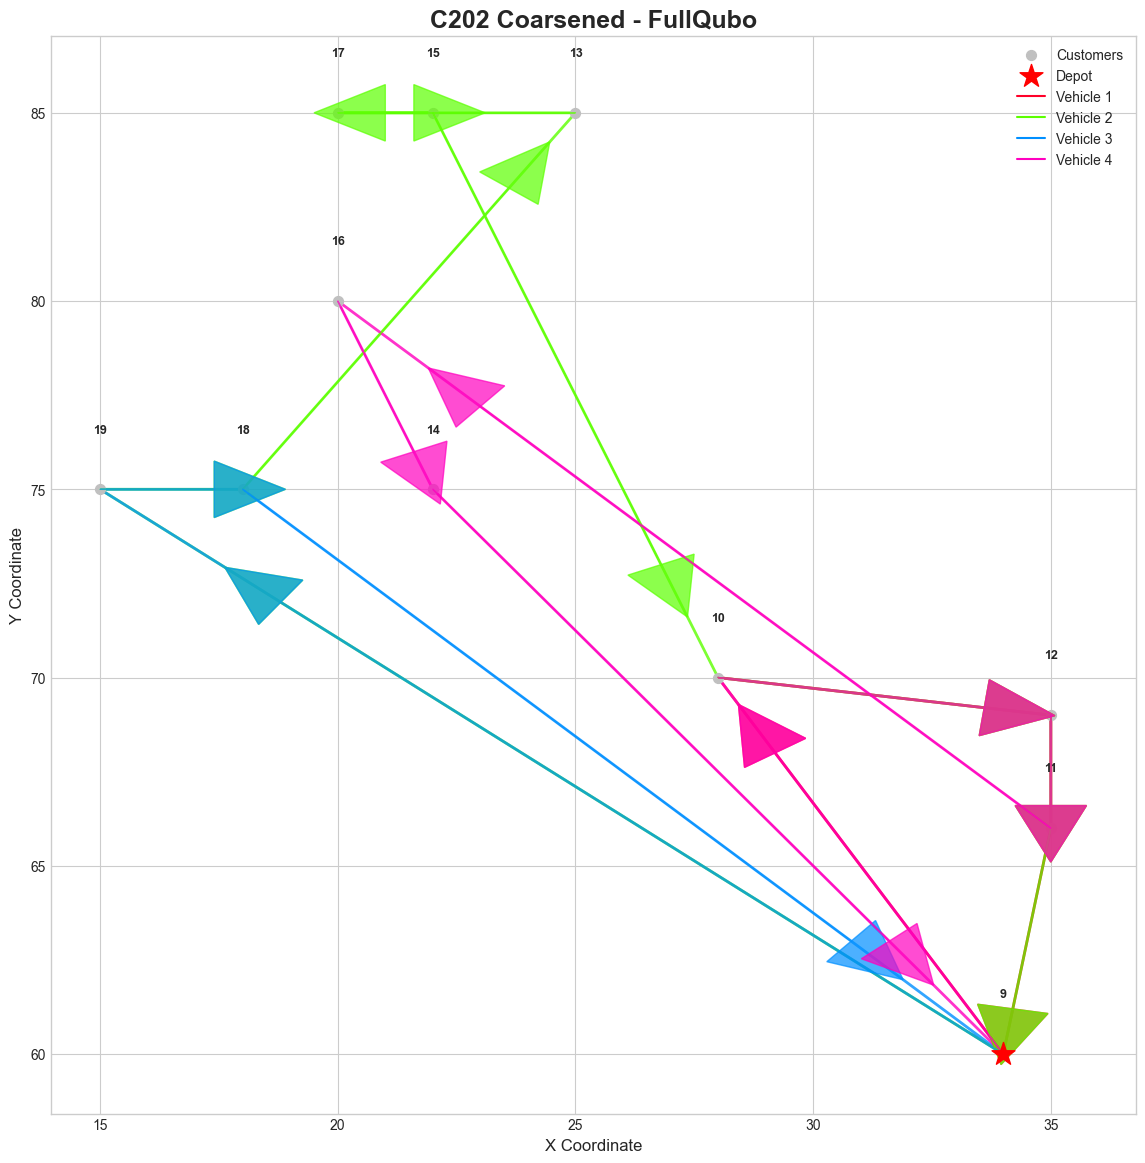 C202 Coarsened - FullQubo
17 15 13
Customers
Depot
Vehicle 1
Vehicle 2
Vehicle 3
Vehicle 4
85
16
80
19 18 14
75
10
12
70
11
65
9
60
15 20 25 30 35
X Coordinate
Y Coordinate